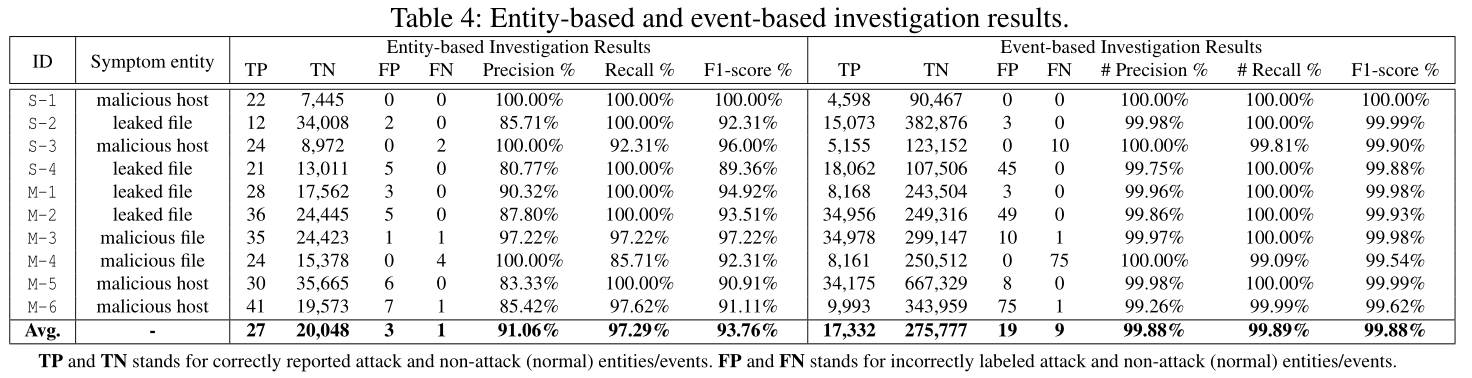 Table 4: Entity-based and event-based investigation results.
ID Symptom entity Entity-based Investigation Results Event-based Investigation Results
TP TN FP FN Precision % Recall % F1-score % TP TN FP FN # Precision % # Recall % F1-score %
S-1 malicious host 22 7,445 0 0 100.00% 100.00% 100.00% 4,598 90,467 0 0 100.00% 100.00% 100.00%
S-2 leaked file 12 34,008 2 0 85.71% 100.00% 92.31% 15,073 382,876 3 0 99.98% 100.00% 99.99%
S-3 malicious host 24 8,972 0 2 100.00% 92.31% 96.00% 5,155 123,152 0 10 100.00% 99.81% 99.90%
S-4 leaked file 21 13,011 5 0 80.77% 100.00% 89.36% 18,062 107,506 45 0 99.75% 100.00% 99.88%
M-1 leaked file 28 17,562 3 0 90.32% 100.00% 94.92% 8,168 243,504 3 0 99.96% 100.00% 99.98%
M-2 leaked file 36 24,445 5 0 87.80% 100.00% 93.51% 34,956 249,316 49 0 99.86% 100.00% 99.93%
M-3 malicious file 35 24,423 1 1 97.22% 97.22% 97.22% 34,978 299,147 10 1 99.97% 100.00% 99.98%
M-4 malicious file 24 15,378 0 4 100.00% 85.71% 92.31% 8,161 250,512 0 75 100.00% 99.09% 99.54%
M-5 malicious host 30 35,665 6 0 83.33% 100.00% 90.91% 34,175 667,329 8 0 99.98% 100.00% 99.99%
M-6 malicious host 41 19,573 7 1 85.42% 97.62% 91.11% 9,993 343,959 75 1 99.26% 99.99% 99.62%
Avg. - 27 20,048 3 1 91.06% 97.29% 93.76% 17,332 275,777 19 9 99.88% 99.89% 99.88%
TP and TN stands for correctly reported attack and non-attack (normal) entities/events. FP and FN stands for incorrectly labeled attack and non-attack (normal) entities/events.